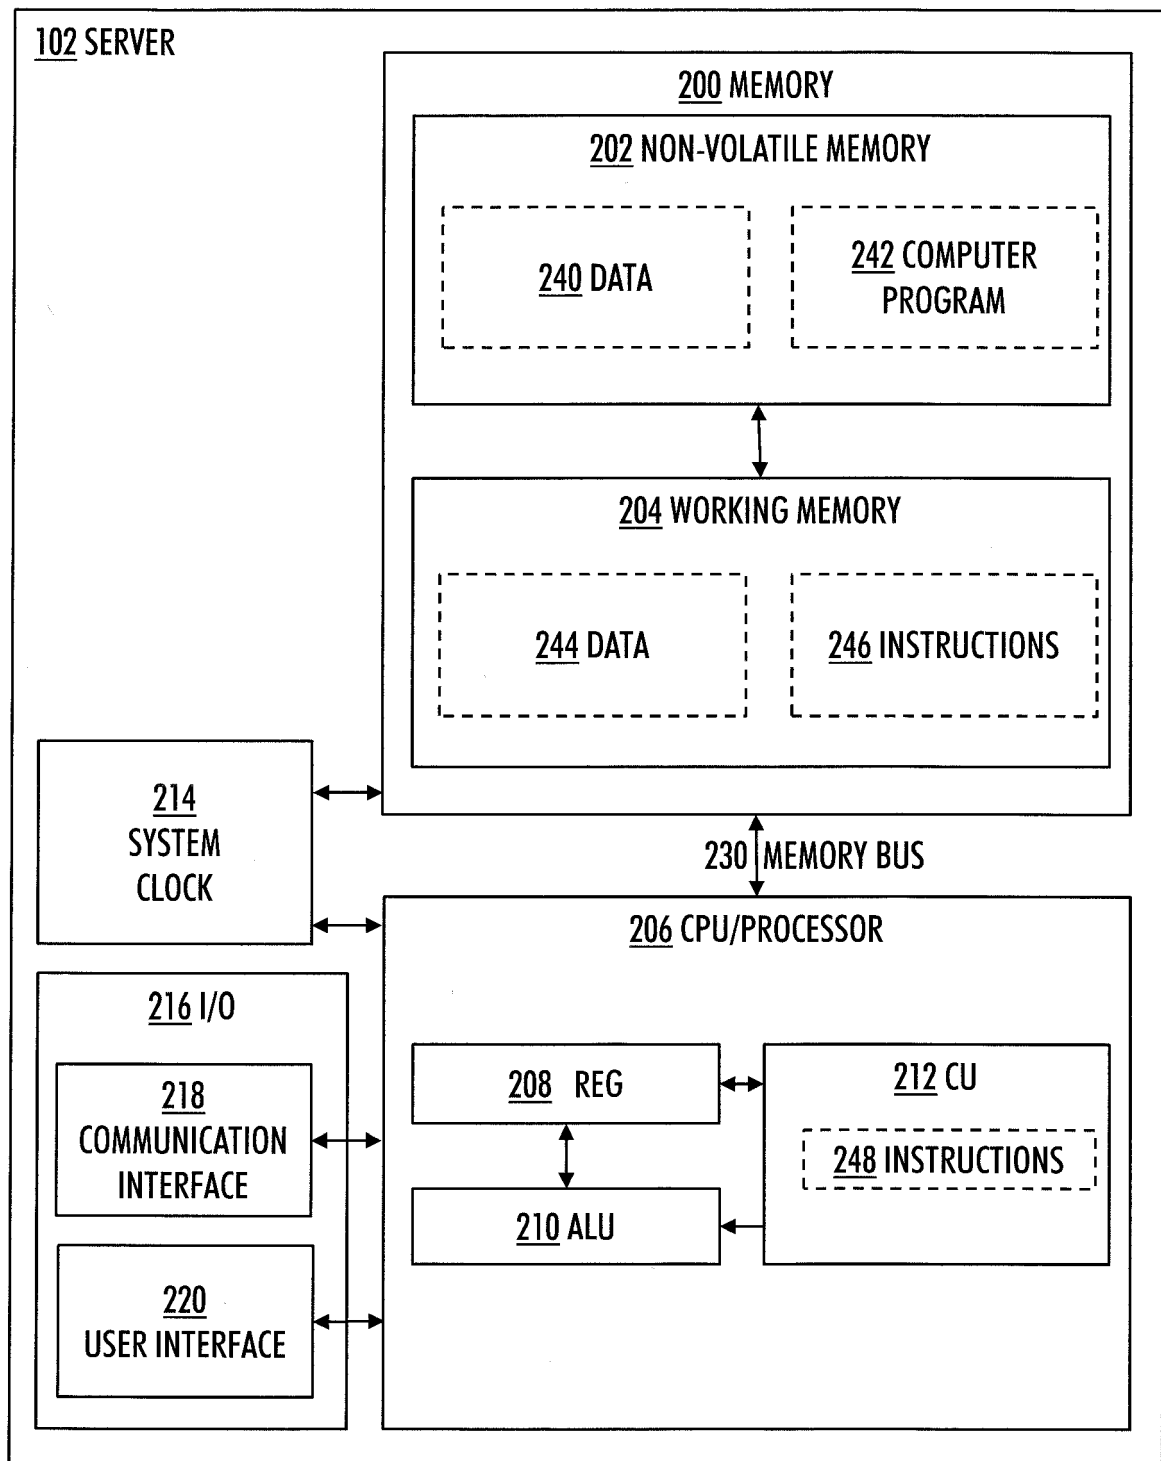 102 SERVER
200 MEMORY
202 NON-VOLATILE MEMORY
240 DATA
242 COMPUTER
PROGRAM
204 WORKING MEMORY
244 DATA
246 INSTRUCTIONS
214
SYSTEM
CLOCK
230 MEMORY BUS
206 CPU/PROCESSOR
216 I/O
218
COMMUNICATION
INTERFACE
220
USER INTERFACE
208 REG
212 CU
248 INSTRUCTIONS
210 ALU